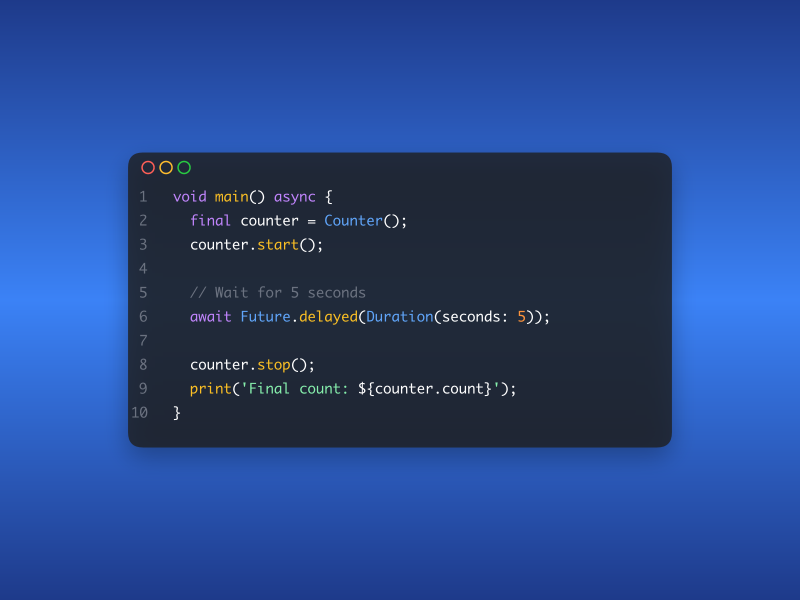 1 void main() async {
2 final counter = Counter();
3 counter.start();
4
5 // Wait for 5 seconds
6 await Future.delayed(Duration(seconds: 5));
7
8 counter.stop();
9 print('Final count: ${counter.count}');
10 }